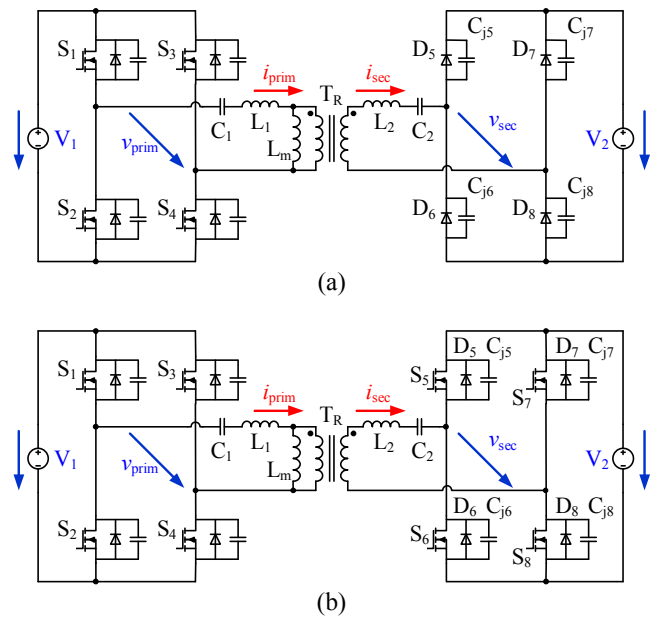 S1 S3 D5 Cj5 D7 Cj7
iprim isec
TR
V1 vprim C1 L1 Lm L2 C2 vsec V2
S2 S4 D6 Cj6 D8 Cj8
(a)
S1 S3 S5 D5 Cj5 S7 D7 Cj7
iprim isec
TR
V1 vprim C1 L1 Lm L2 C2 vsec V2
S2 S4 S6 D6 Cj6 S8 D8 Cj8
(b)